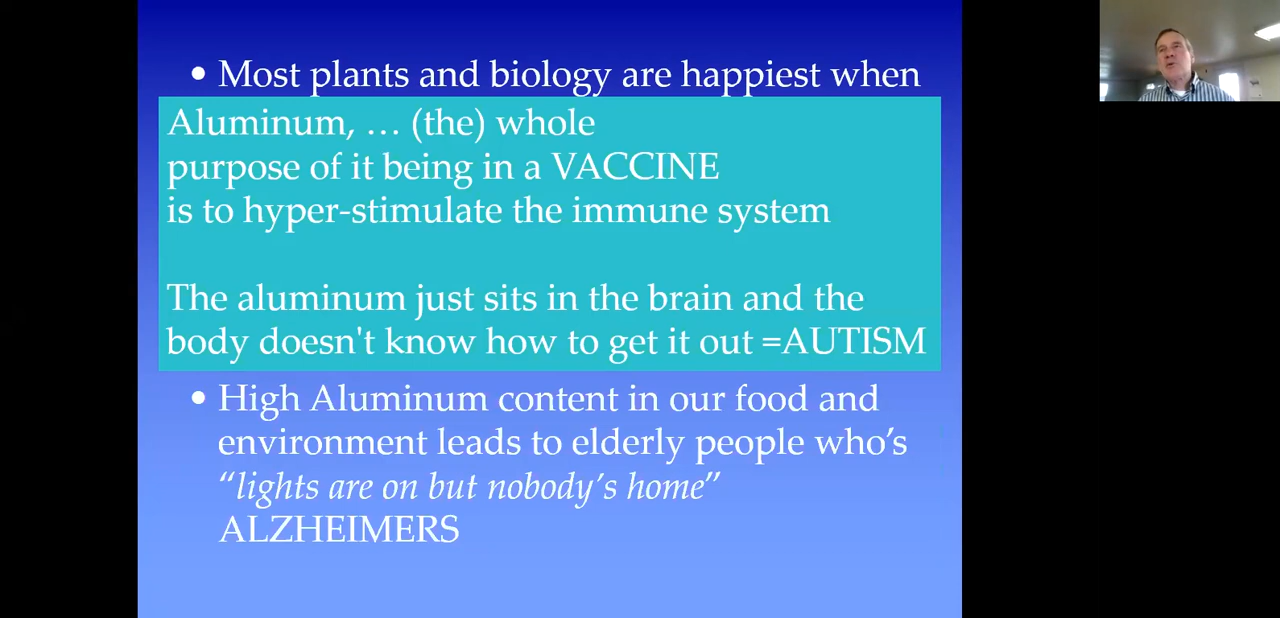 • Most plants and biology are happiest when
Aluminum, … (the) whole
purpose of it being in a VACCINE
is to hyper-stimulate the immune system
The aluminum just sits in the brain and the
body doesn't know how to get it out =AUTISM
• High Aluminum content in our food and
environment leads to elderly people who’s
“lights are on but nobody’s home”
ALZHEIMERS